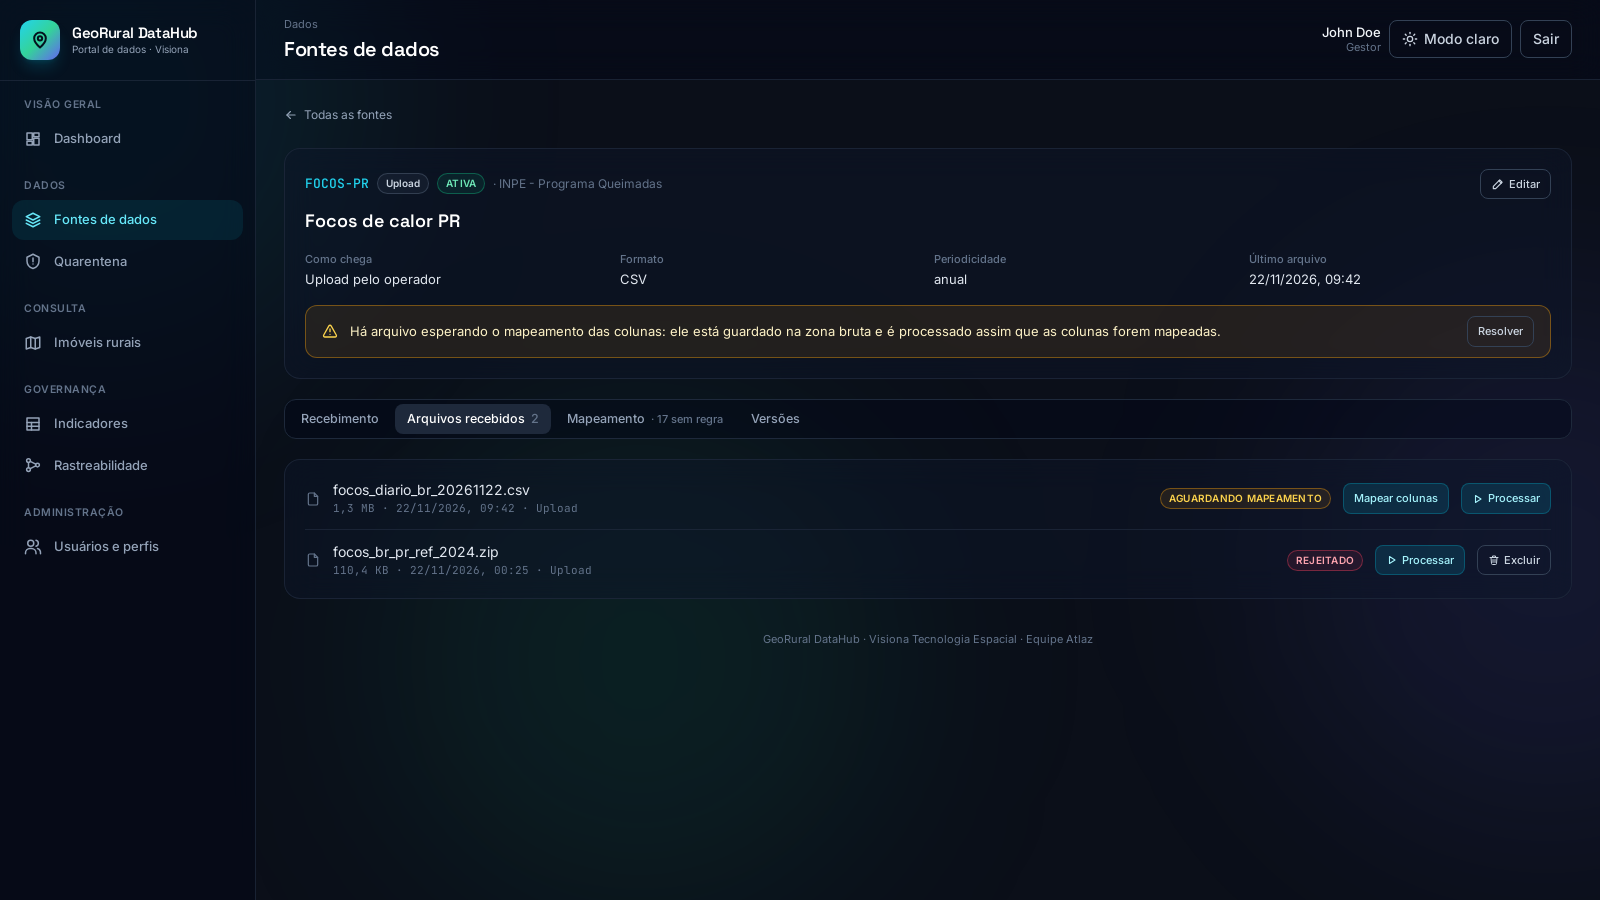 GeoRural DataHub
Portal de dados · Visiona
VISÃO GERAL
Dashboard
DADOS
Fontes de dados
Quarentena
CONSULTA
Imóveis rurais
GOVERNANÇA
Indicadores
Rastreabilidade
ADMINISTRAÇÃO
Usuários e perfis
Dados
Fontes de dados
John Doe
Gestor
Modo claro
Sair
Todas as fontes
FOCOS-PR Upload ATIVA · INPE - Programa Queimadas
Editar
Focos de calor PR
Como chega
Upload pelo operador
Formato
CSV
Periodicidade
anual
Último arquivo
22/11/2026, 09:42
Há arquivo esperando o mapeamento das colunas: ele está guardado na zona bruta e é processado assim que as colunas forem mapeadas.
Resolver
Recebimento Arquivos recebidos 2 Mapeamento · 17 sem regra Versões
focos_diario_br_20261122.csv
1,3 MB · 22/11/2026, 09:42 · Upload
AGUARDANDO MAPEAMENTO Mapear colunas Processar
focos_br_pr_ref_2024.zip
110,4 KB · 22/11/2026, 00:25 · Upload
REJEITADO Processar Excluir
GeoRural DataHub · Visiona Tecnologia Espacial · Equipe Atlaz